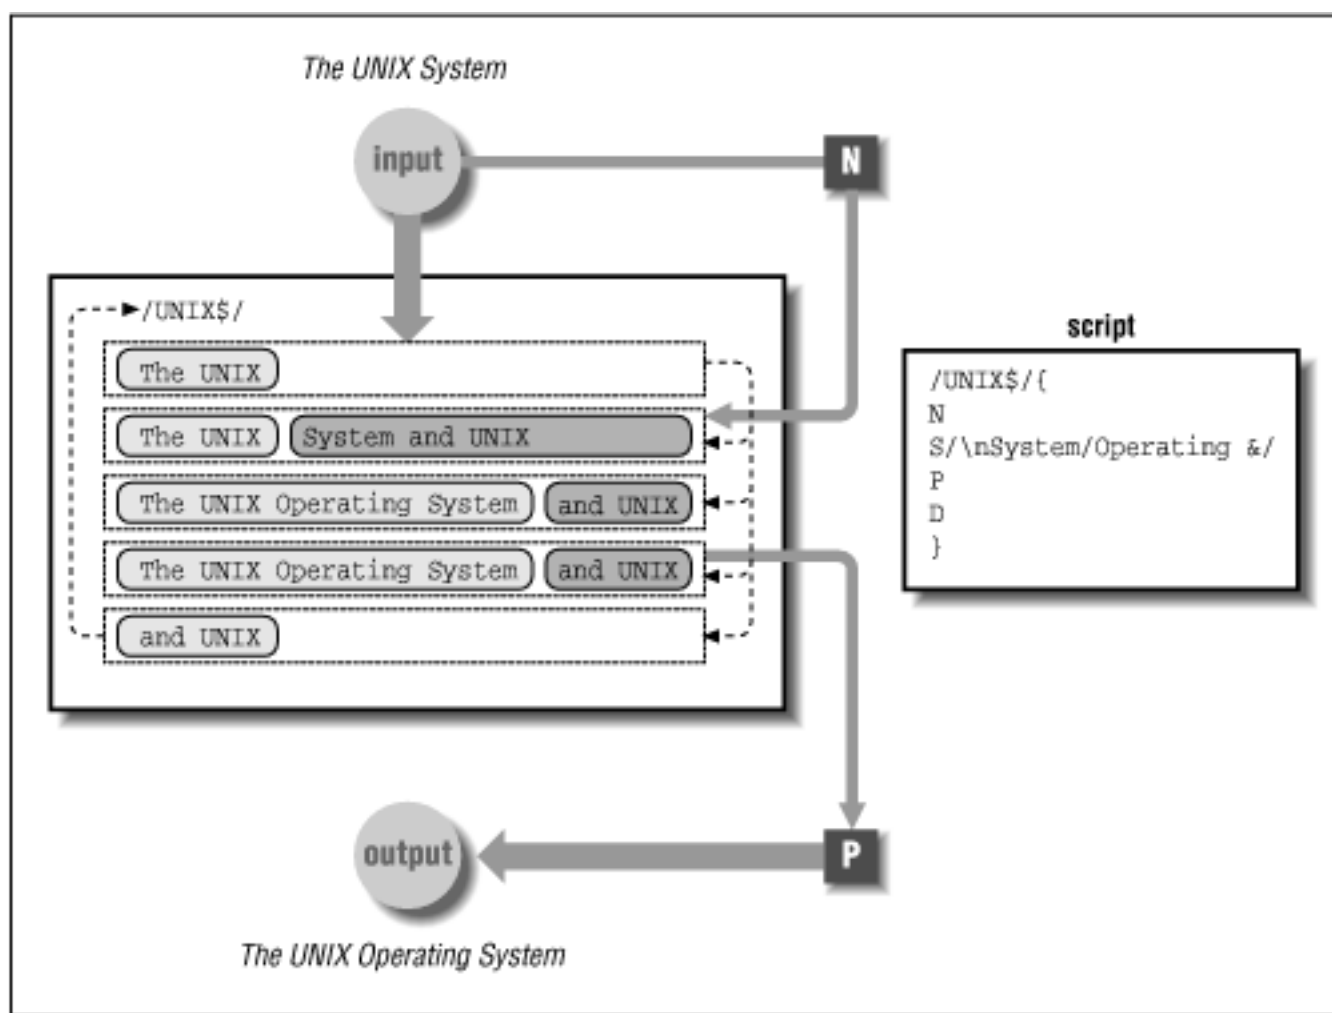 The UNIX System
input
N
/UNIX$/
The UNIX
The UNIX System and UNIX
The UNIX Operating System and UNIX
The UNIX Operating System and UNIX
and UNIX
script
/UNIX$/{
N
S/\nSystem/Operating &/
P
D
}
output
P
The UNIX Operating System